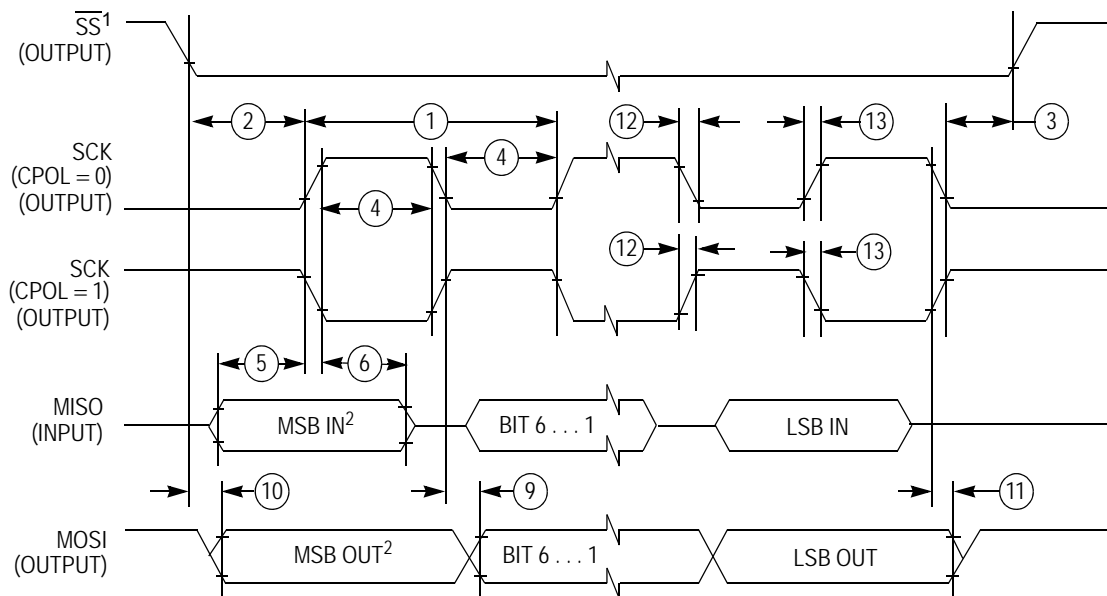 SS¹
(OUTPUT)
2
1
12
13
3
SCK
(CPOL = 0)
(OUTPUT)
4
4
12
13
SCK
(CPOL = 1)
(OUTPUT)
5
6
MISO
(INPUT)
MSB IN²
BIT 6 . . . 1
LSB IN
10
9
11
MOSI
(OUTPUT)
MSB OUT²
BIT 6 . . . 1
LSB OUT